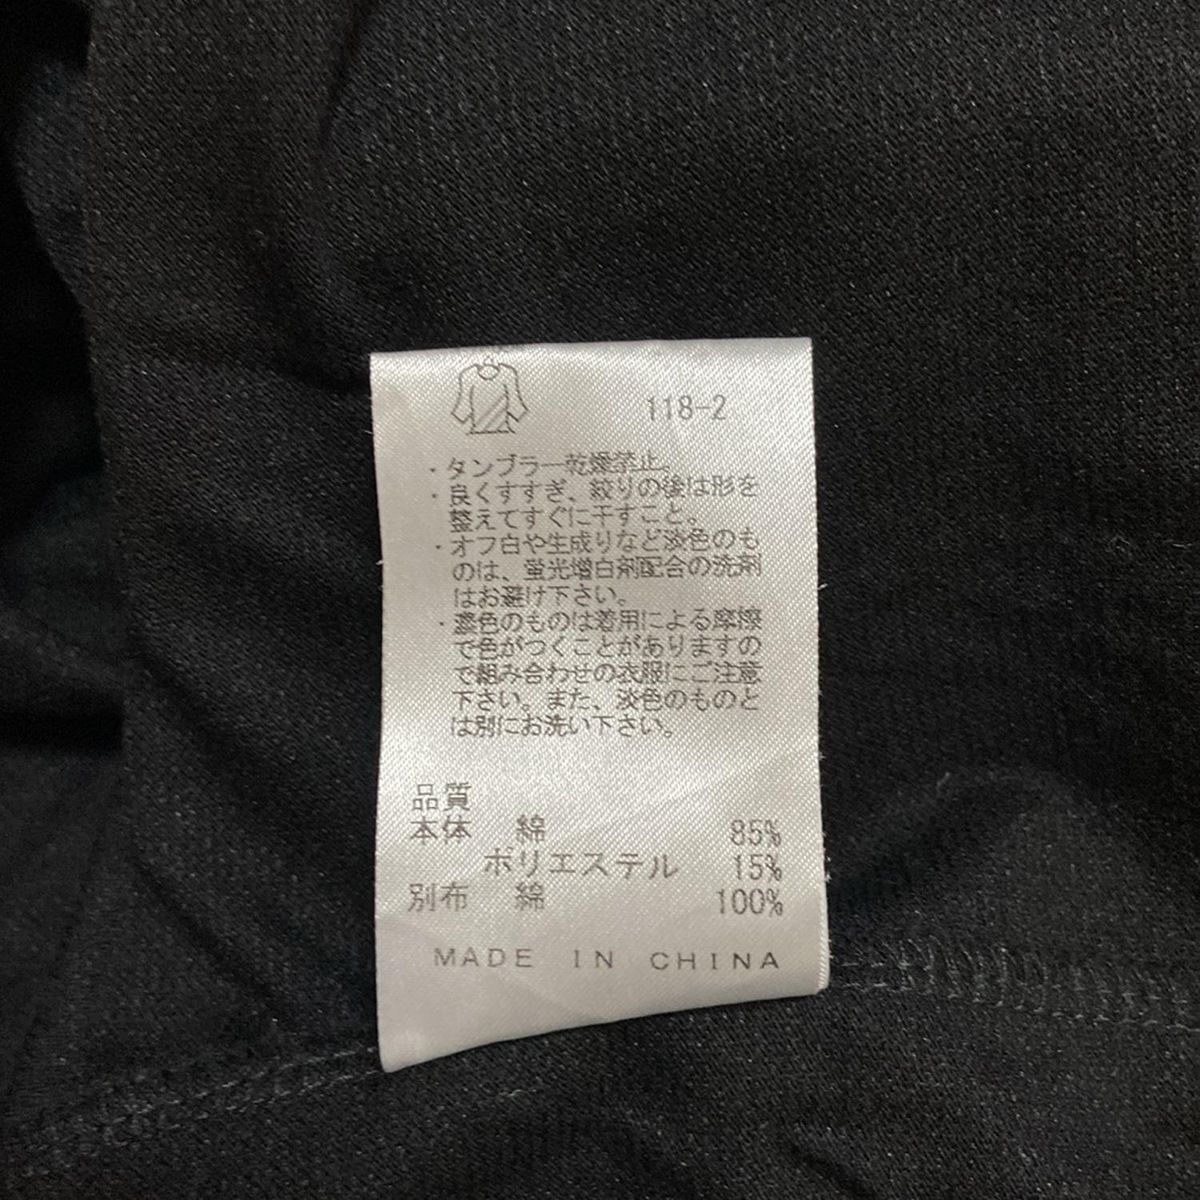 118-2
・タンブラー乾燥禁止。
・良くすすぎ、絞りの後は形を
整えてすぐに干すこと。
・オフ白や生成りなど淡色のも
のは、蛍光増白剤配合の洗剤
はお避け下さい。
・濃色のものは着用による摩擦
で色がつくことがありますの
で組み合わせの衣服にご注意
下さい。また、淡色のものと
は別にお洗い下さい。
品質
本体 綿 85%
ポリエステル 15%
別布 綿 100%
MADE IN CHINA